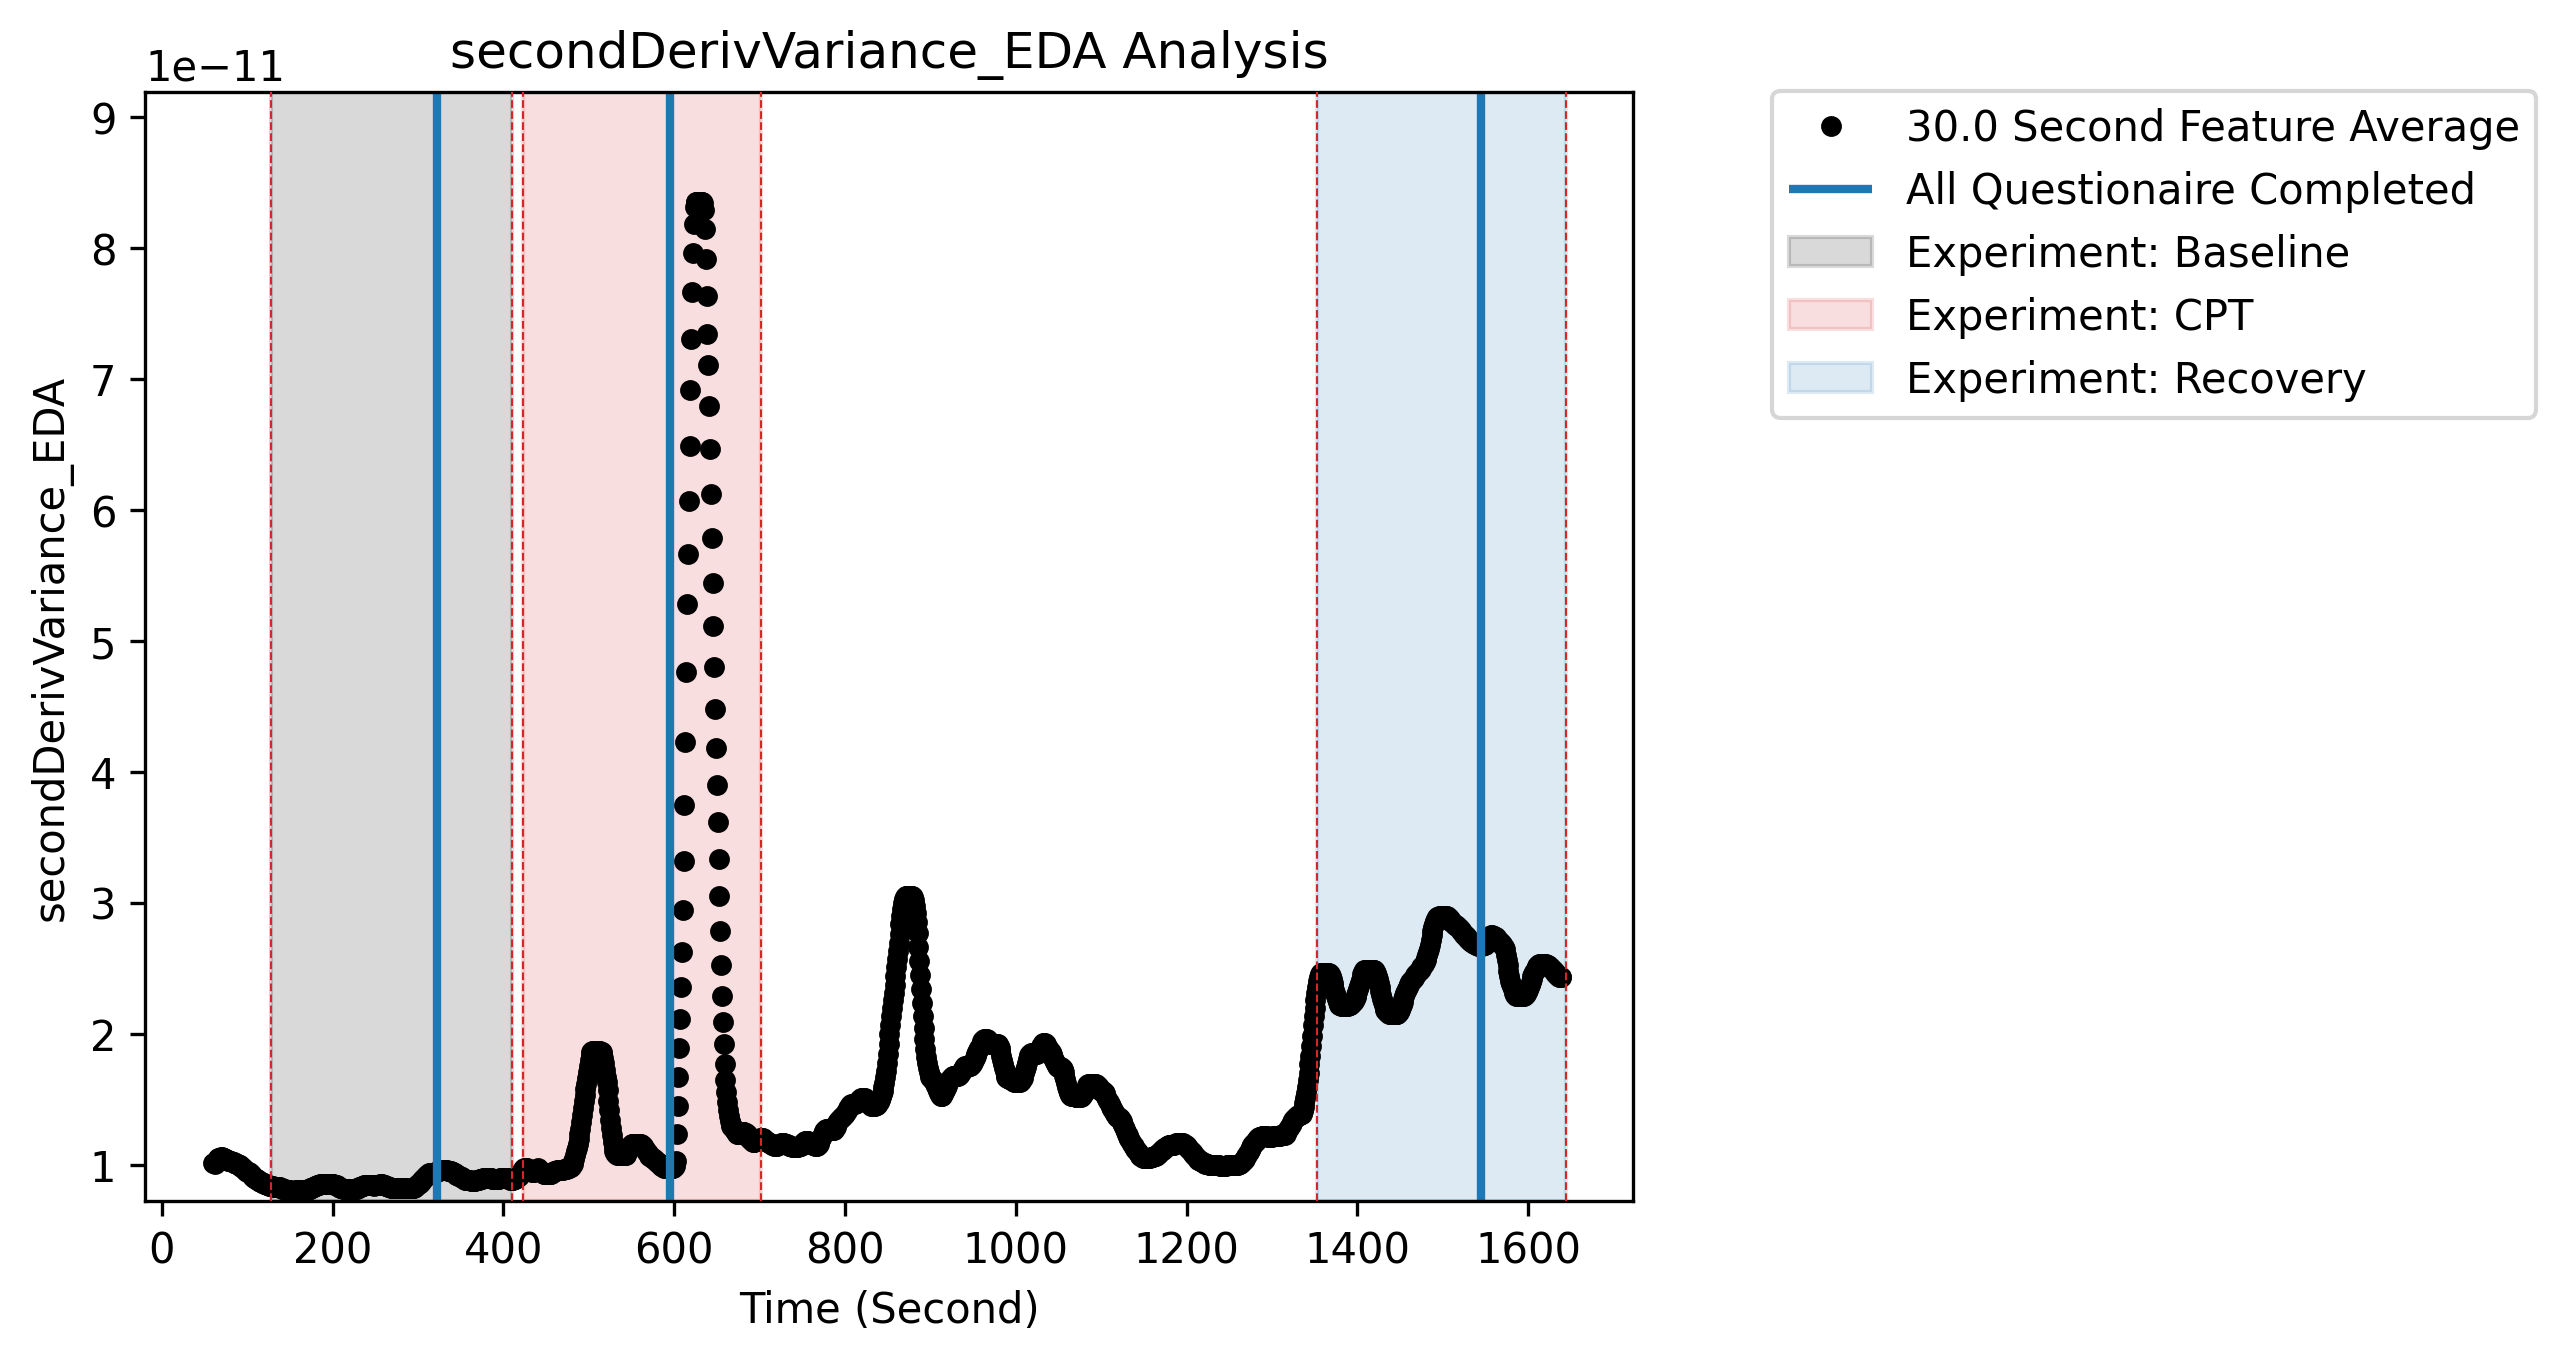 secondDerivVariance_EDA Analysis
1e−11
9
8
7
6
5
4
3
2
1
secondDerivVariance_EDA
0 200 400 600 800 1000 1200 1400 1600
Time (Second)
30.0 Second Feature Average
All Questionaire Completed
Experiment: Baseline
Experiment: CPT
Experiment: Recovery